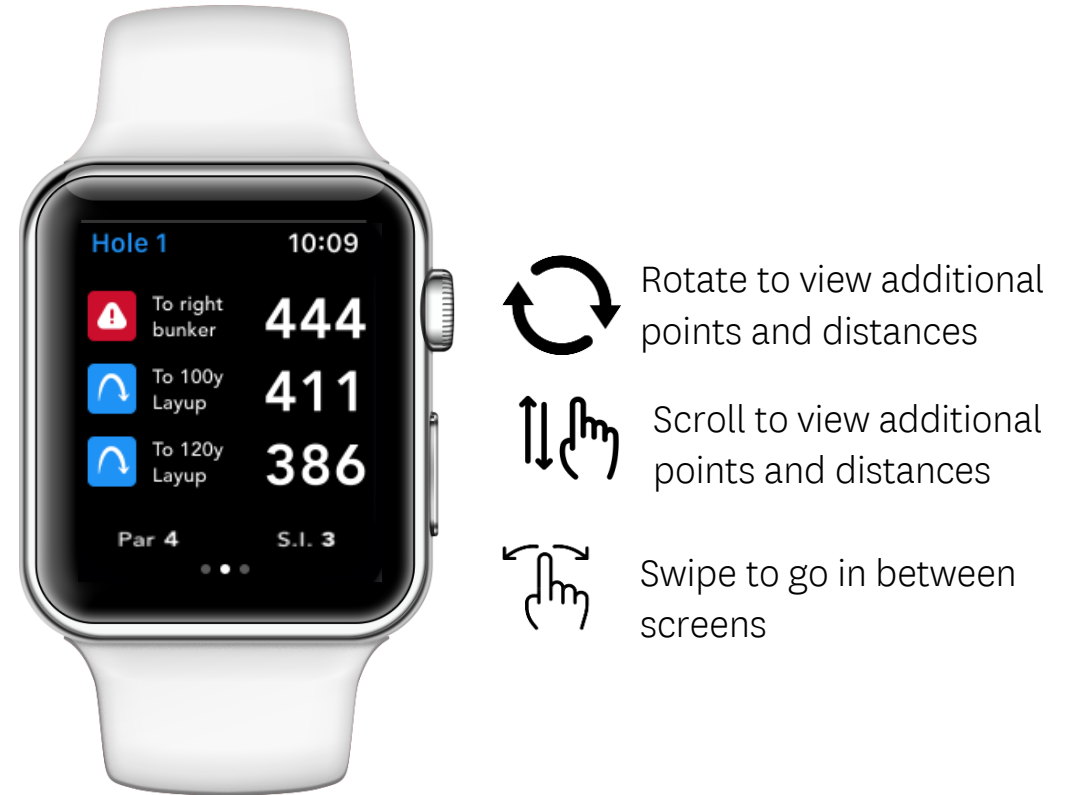 Hole 1 10:09
To right
bunker
444
To 100y
Layup
411
To 120y
Layup
386
Par 4 S.I. 3
Rotate to view additional
points and distances
Scroll to view additional
points and distances
Swipe to go in between
screens